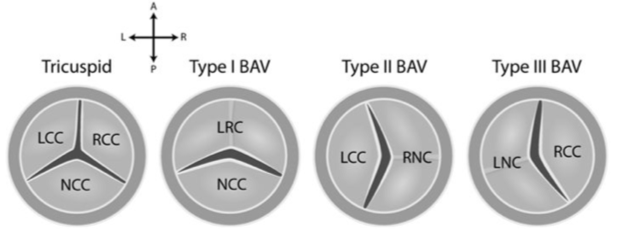 A
L R
P
Tricuspid Type I BAV Type II BAV Type III BAV
LCC RCC NCC
LRC NCC
LCC RNC
LNC RCC